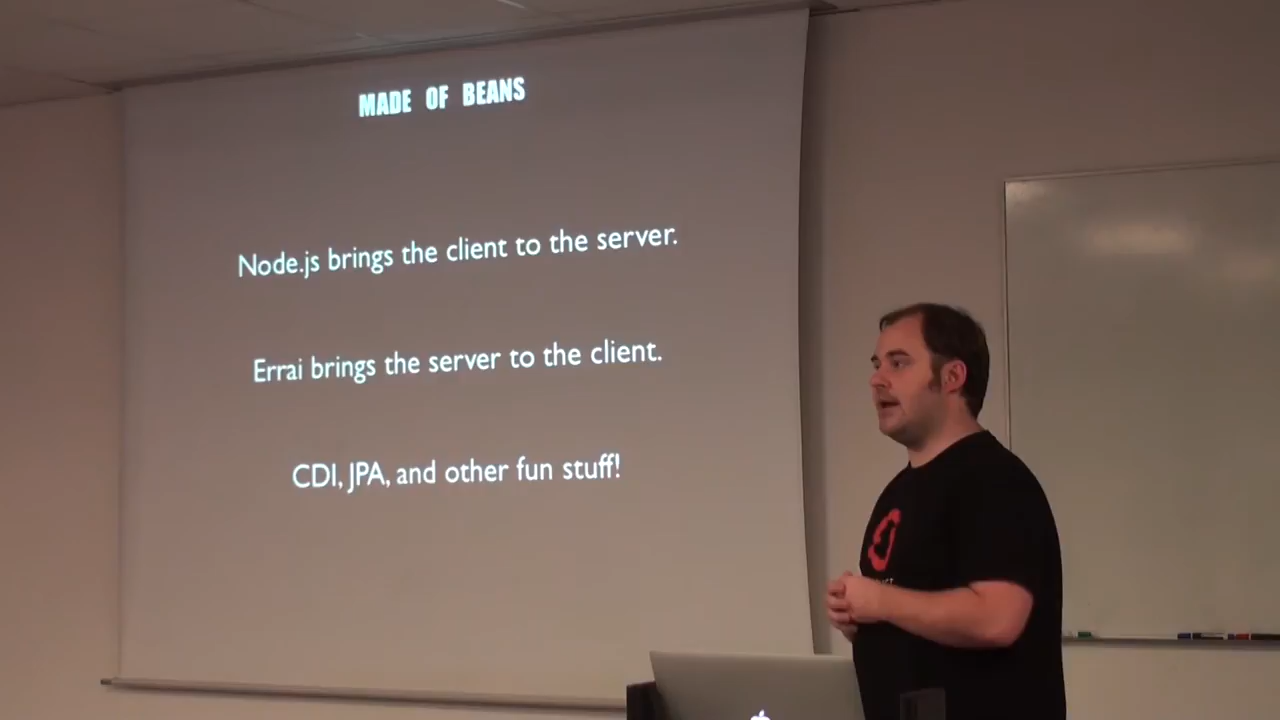 MADE OF BEANS
Node.js brings the client to the server.
Errai brings the server to the client.
CDI, JPA, and other fun stuff!